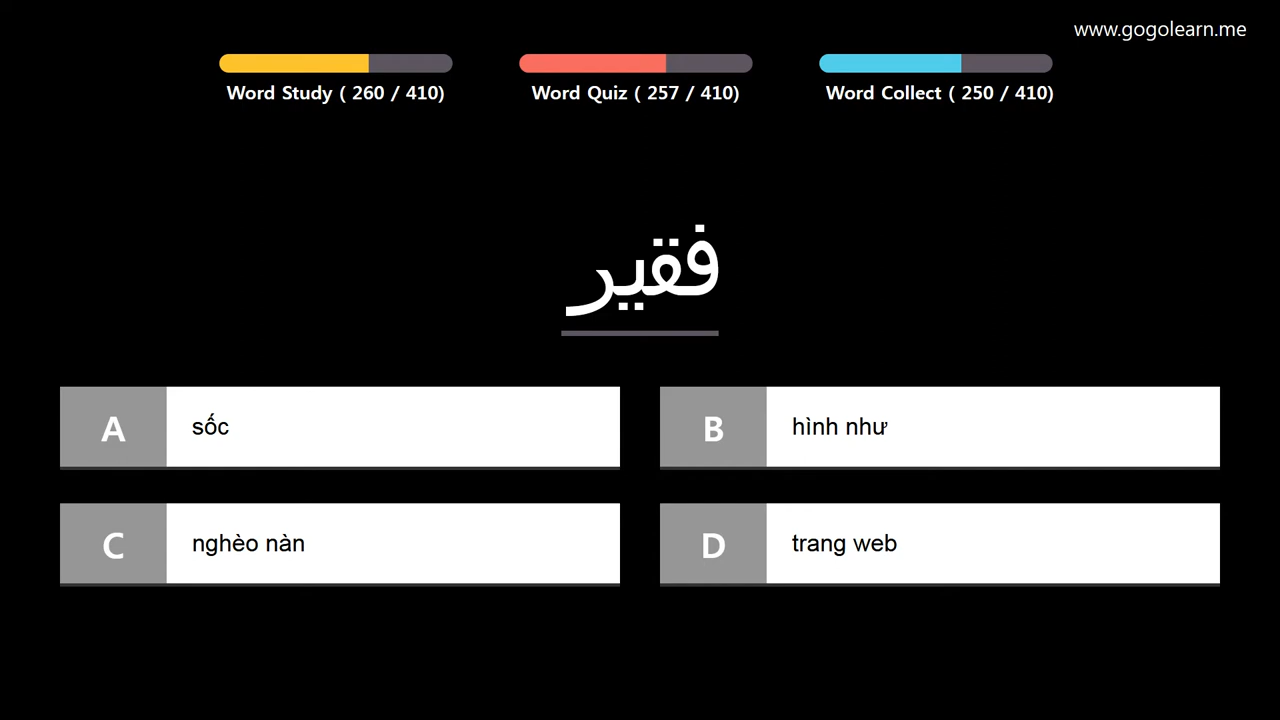 www.gogolearn.me
Word Study ( 260 / 410)
Word Quiz ( 257 / 410)
Word Collect ( 250 / 410)
فقير
A sốc
B hình như
C nghèo nàn
D trang web